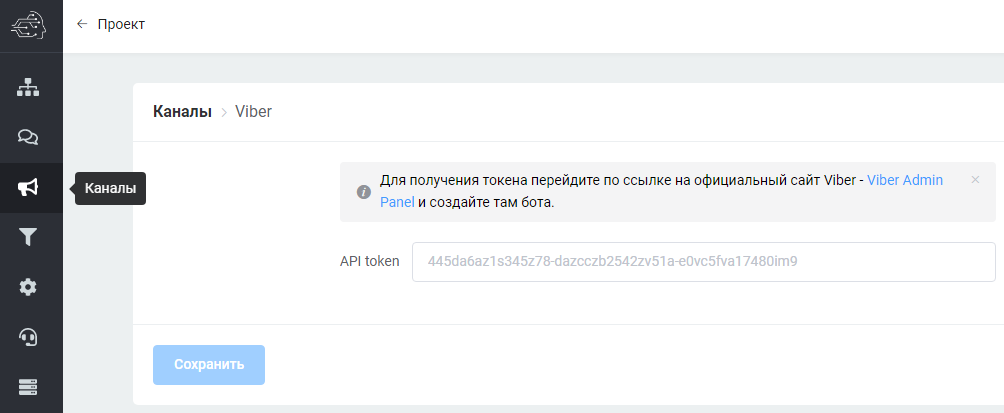 ← Проект
Каналы > Viber
Каналы
Для получения токена перейдите по ссылке на официальный сайт Viber - Viber Admin
Panel и создайте там бота.
API token
445da6az1s345z78-dazcczb2542zv51a-e0vc5fva17480im9
Сохранить